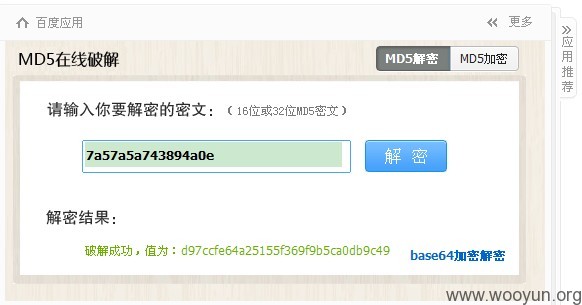 百度应用
更多
MD5在线破解
MD5解密
MD5加密
请输入你要解密的密文：（16位或32位MD5密文）
7a57a5a743894a0e
解 密
解密结果：
破解成功，值为：d97ccfe64a25155f369f9b5ca0db9c49
base64加密解密
应用推荐
www.wooyun.org